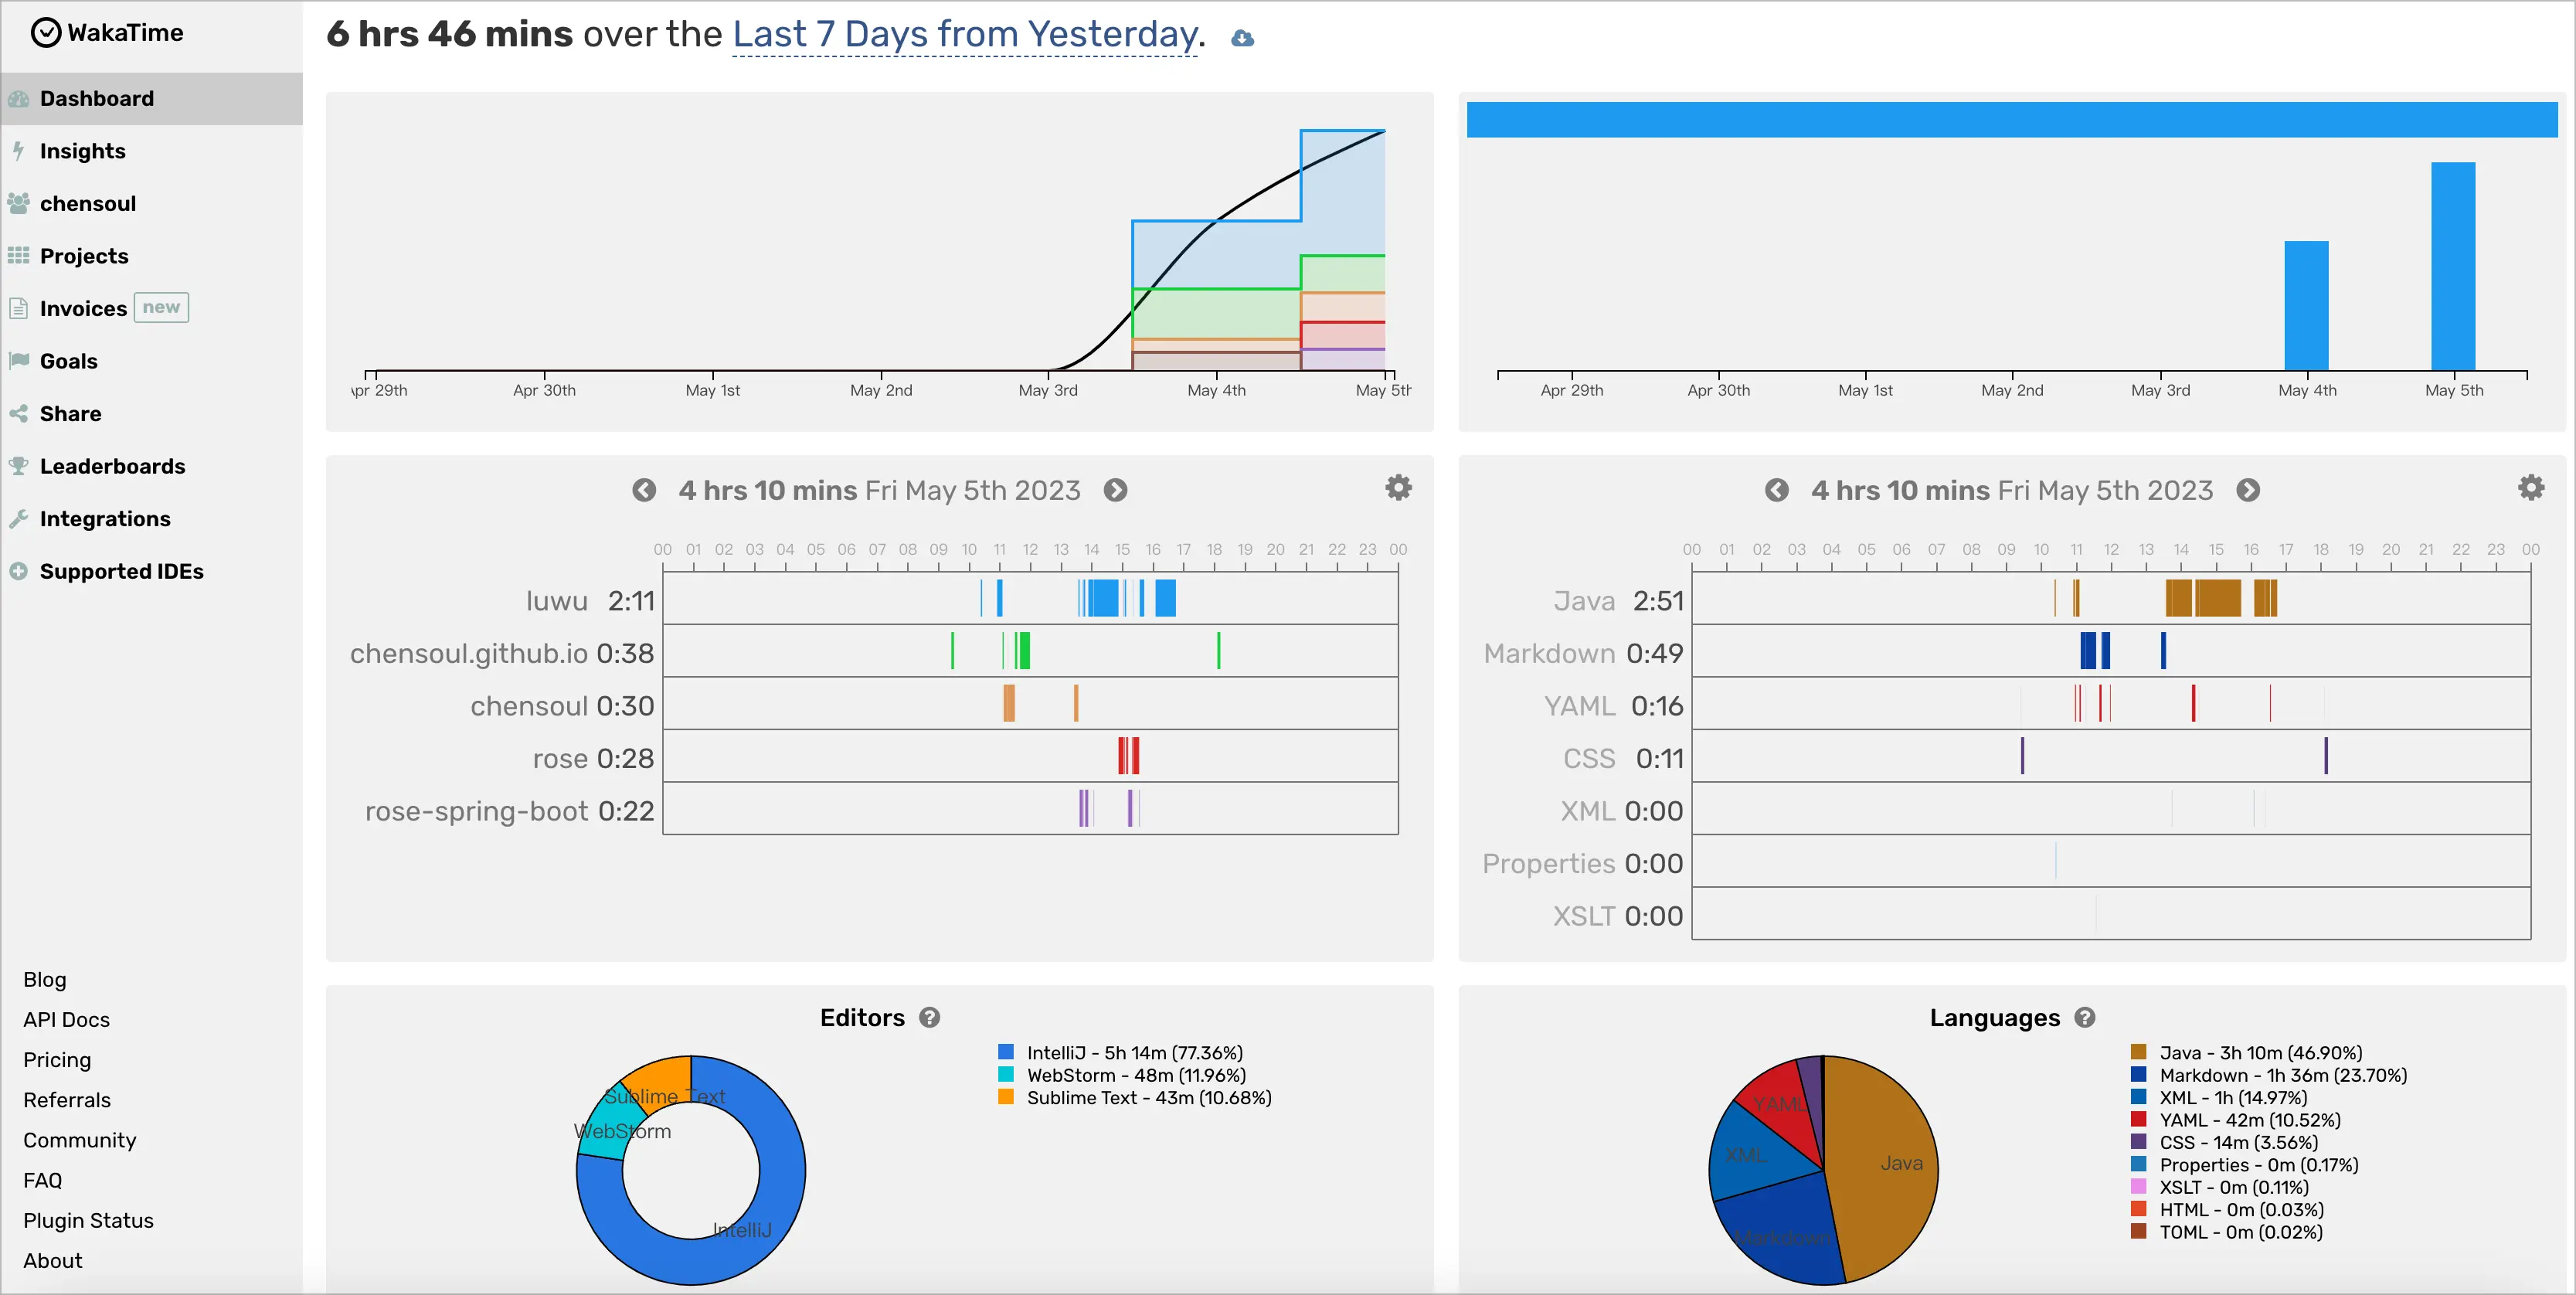 WakaTime
Dashboard
Insights
chensoul
Projects
Invoices new
Goals
Share
Leaderboards
Integrations
Supported IDEs
Blog
API Docs
Pricing
Referrals
Community
FAQ
Plugin Status
About
6 hrs 46 mins over the Last 7 Days from Yesterday.
Apr 29th Apr 30th May 1st May 2nd May 3rd May 4th May 5th
Apr 29th Apr 30th May 1st May 2nd May 3rd May 4th May 5th
4 hrs 10 mins Fri May 5th 2023
00 01 02 03 04 05 06 07 08 09 10 11 12 13 14 15 16 17 18 19 20 21 22 23 00
luwu 2:11
chensoul.github.io 0:38
chensoul 0:30
rose 0:28
rose-spring-boot 0:22
4 hrs 10 mins Fri May 5th 2023
00 01 02 03 04 05 06 07 08 09 10 11 12 13 14 15 16 17 18 19 20 21 22 23 00
Java 2:51
Markdown 0:49
YAML 0:16
CSS 0:11
XML 0:00
Properties 0:00
XSLT 0:00
Editors ?
Sublime Text
WebStorm
IntelliJ
IntelliJ - 5h 14m (77.36%)
WebStorm - 48m (11.96%)
Sublime Text - 43m (10.68%)
Languages ?
YAML
XML
Java
Markdown
Java - 3h 10m (46.90%)
Markdown - 1h 36m (23.70%)
XML - 1h (14.97%)
YAML - 42m (10.52%)
CSS - 14m (3.56%)
Properties - 0m (0.17%)
XSLT - 0m (0.11%)
HTML - 0m (0.03%)
TOML - 0m (0.02%)